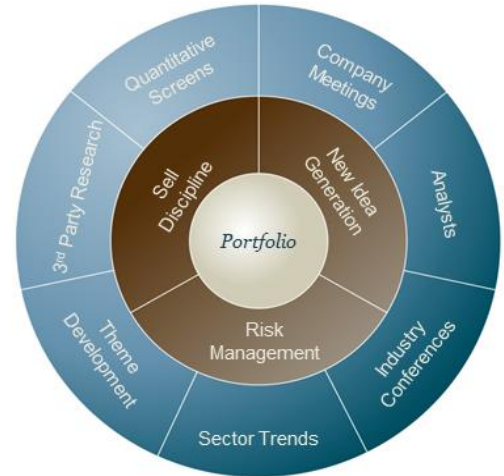 Quantitative
Screens
Company
Meetings
Analysts
Industry
Conferences
Sector Trends
Theme
Development
3rd Party Research
Sell
Discipline
New Idea
Generation
Risk
Management
Portfolio